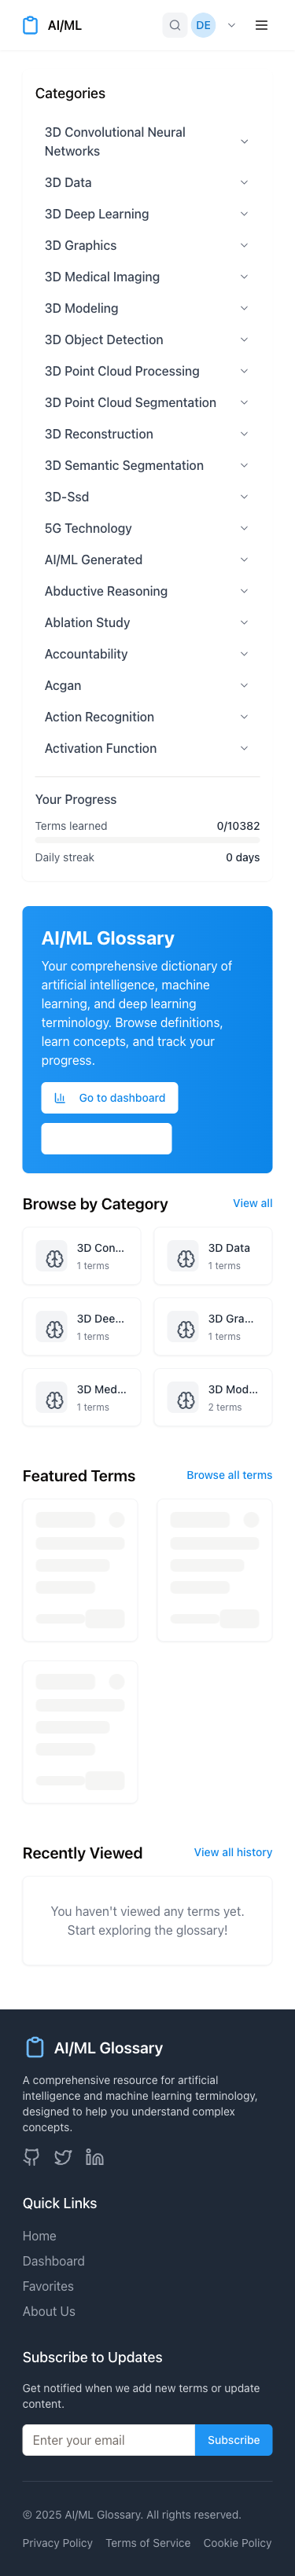 AI/ML
DE
Categories
3D Convolutional Neural
Networks
3D Data
3D Deep Learning
3D Graphics
3D Medical Imaging
3D Modeling
3D Object Detection
3D Point Cloud Processing
3D Point Cloud Segmentation
3D Reconstruction
3D Semantic Segmentation
3D-Ssd
5G Technology
AI/ML Generated
Abductive Reasoning
Ablation Study
Accountability
Acgan
Action Recognition
Activation Function
Your Progress
Terms learned 0/10382
Daily streak 0 days
AI/ML Glossary
Your comprehensive dictionary of
artificial intelligence, machine
learning, and deep learning
terminology. Browse definitions,
learn concepts, and track your
progress.
Go to dashboard
Browse by Category View all
3D Con...
1 terms
3D Data
1 terms
3D Dee...
1 terms
3D Gra...
1 terms
3D Med...
1 terms
3D Mod...
2 terms
Featured Terms Browse all terms
Recently Viewed View all history
You haven't viewed any terms yet.
Start exploring the glossary!
AI/ML Glossary
A comprehensive resource for artificial
intelligence and machine learning terminology,
designed to help you understand complex
concepts.
Quick Links
Home
Dashboard
Favorites
About Us
Subscribe to Updates
Get notified when we add new terms or update
content.
Enter your email Subscribe
© 2025 AI/ML Glossary. All rights reserved.
Privacy Policy Terms of Service Cookie Policy